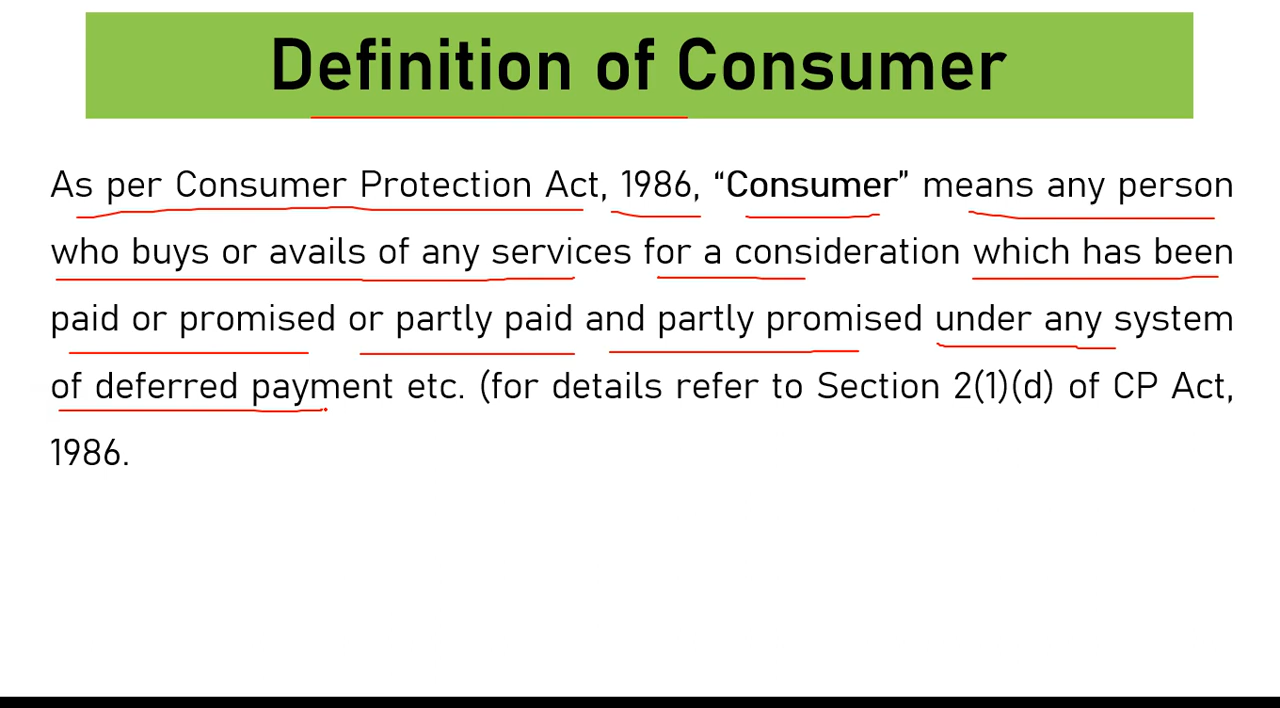 Definition of Consumer
As per Consumer Protection Act, 1986, “Consumer” means any person
who buys or avails of any services for a consideration which has been
paid or promised or partly paid and partly promised under any system
of deferred payment etc. (for details refer to Section 2(1)(d) of CP Act,
1986.